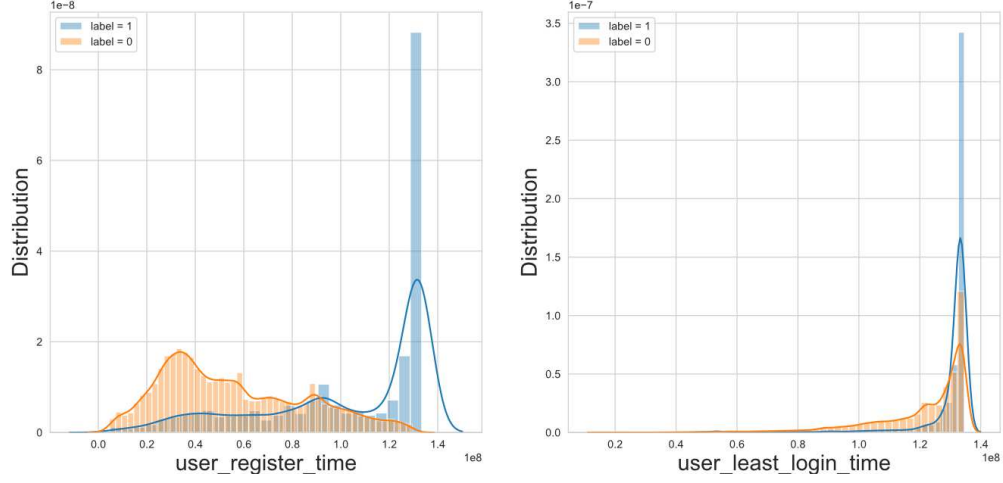 1e−8
label = 1
label = 0
8
6
4
2
0
Distribution
0.0 0.2 0.4 0.6 0.8 1.0 1.2 1.4
1e8
user_register_time
1e−7
label = 1
label = 0
3.5
3.0
2.5
2.0
1.5
1.0
0.5
0.0
Distribution
0.2 0.4 0.6 0.8 1.0 1.2 1.4
1e8
user_least_login_time